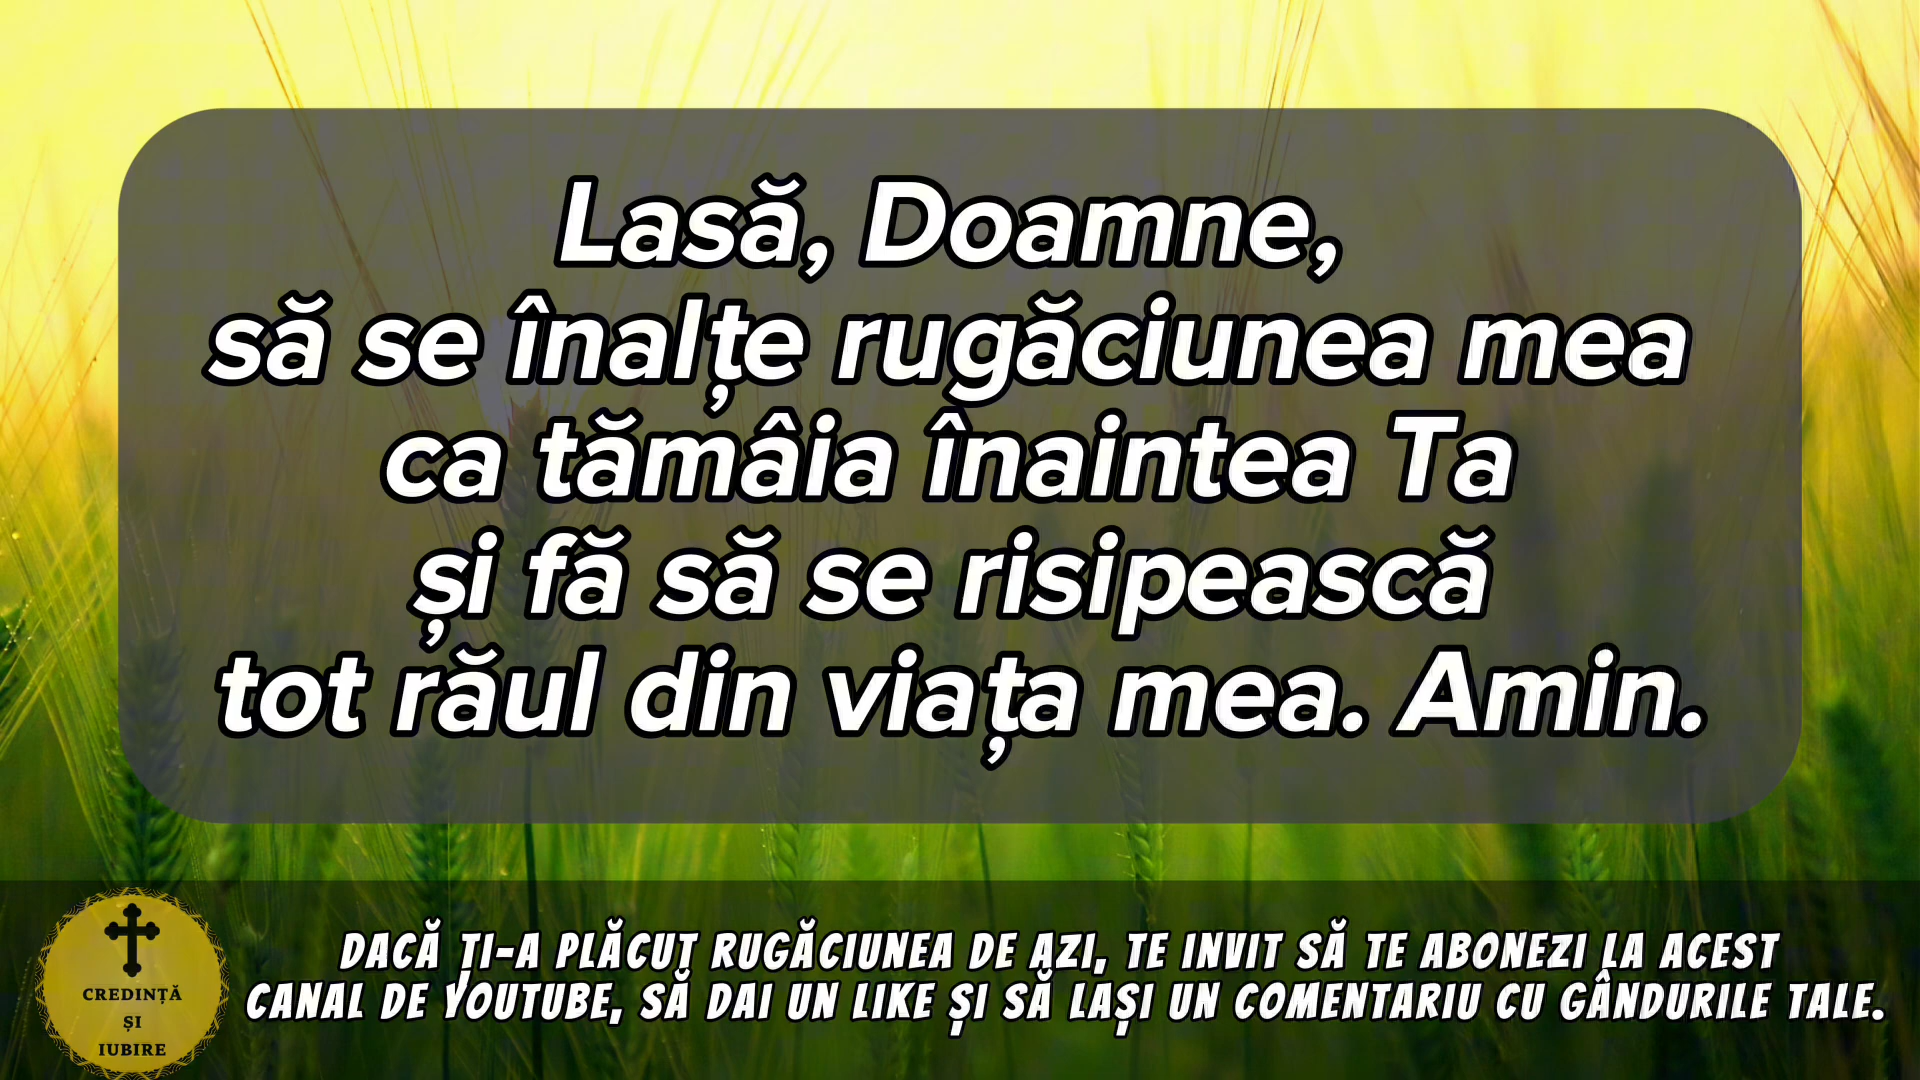 Lasă, Doamne,
să se înalțe rugăciunea mea
ca tămâia înaintea Ta
și fă să se risipească
tot răul din viața mea. Amin.
DACĂ ȚI-A PLĂCUT RUGĂCIUNEA DE AZI, TE INVIT SĂ TE ABONEZI LA ACEST
CANAL DE YOUTUBE, SĂ DAI UN LIKE ȘI SĂ LAȘI UN COMENTARIU CU GÂNDURILE TALE.
CREDINȚĂ
ȘI
IUBIRE